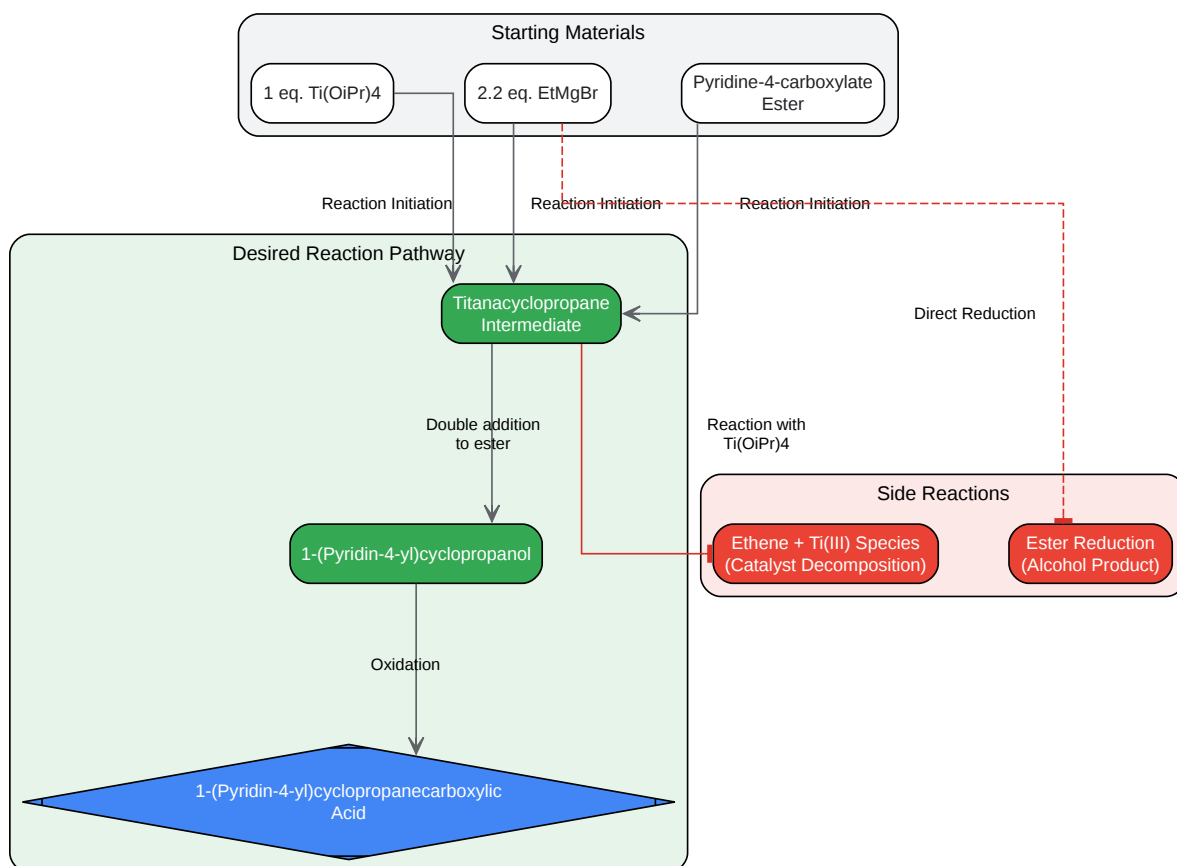 Starting Materials
1 eq. Ti(OiPr)4
2.2 eq. EtMgBr
Pyridine-4-carboxylate
Ester
Reaction Initiation
Reaction Initiation
Reaction Initiation
Desired Reaction Pathway
Titanacyclopropane
Intermediate
Direct Reduction
Double addition
to ester
Reaction with
Ti(OiPr)4
Side Reactions
1-(Pyridin-4-yl)cyclopropanol
Ethene + Ti(III) Species
(Catalyst Decomposition)
Ester Reduction
(Alcohol Product)
Oxidation
1-(Pyridin-4-yl)cyclopropanecarboxylic
Acid